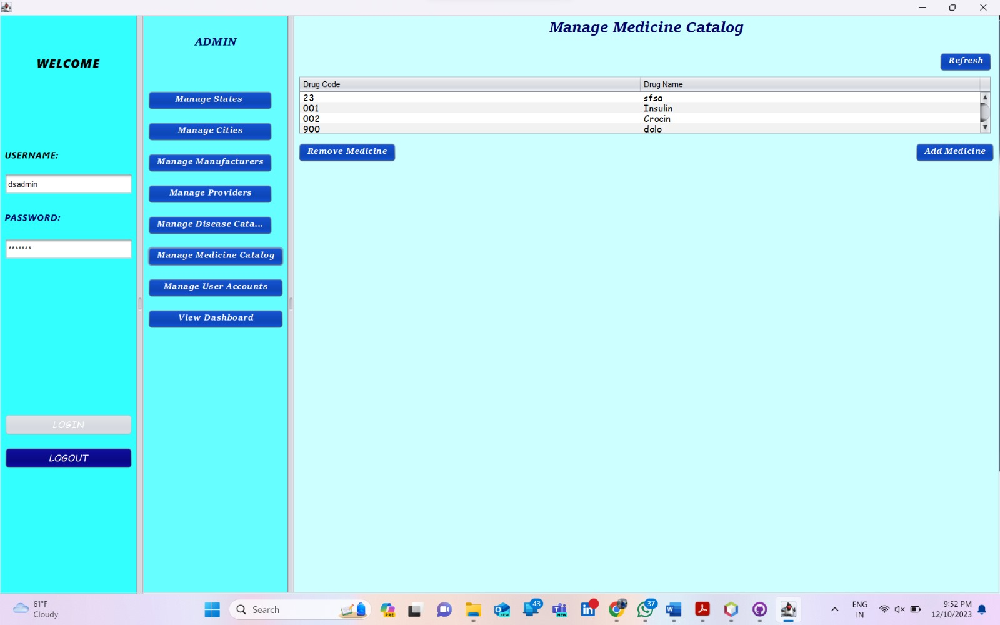 WELCOME
USERNAME:
dsadmin
PASSWORD:
*******
LOGIN
LOGOUT
ADMIN
Manage States
Manage Cities
Manage Manufacturers
Manage Providers
Manage Disease Cata...
Manage Medicine Catalog
Manage User Accounts
View Dashboard
Manage Medicine Catalog
Refresh
Drug Code Drug Name
23 sfsa
001 Insulin
002 Crocin
900 dolo
Remove Medicine Add Medicine
61°F
Cloudy
Search
PRE
NEW
43
NEW
37
ENG
IN
9:52 PM
12/10/2023